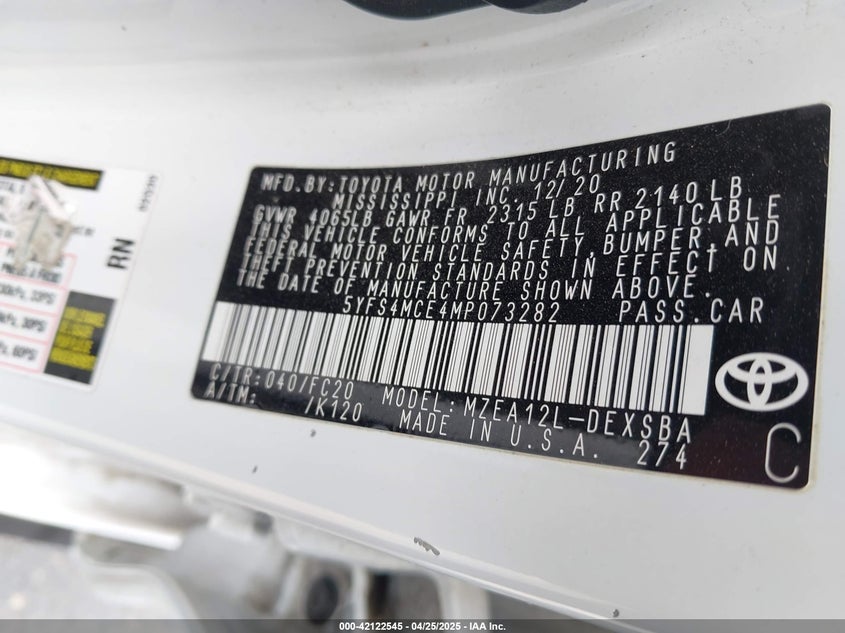 MFD.BY:TOYOTA MOTOR MANUFACTURING
MISSISSIPPI INC. 12/20
GVWR 4065LB GAWR FR 2315 LB RR 2140 LB
THIS VEHICLE CONFORMS TO ALL APPLICABLE
FEDERAL MOTOR VEHICLE SAFETY, BUMPER, AND
THEFT PREVENTION STANDARDS IN EFFECT ON
THE DATE OF MANUFACTURE SHOWN ABOVE.
5YFS4MCE4MP073282 PASS.CAR
C/TR:040/FC20 MODEL:MZEA12L-DEXSBA
A/TM: /K120 MADE IN U.S.A. 274
C
RN
000-42122545 04/25/2025 - © IAA Inc.